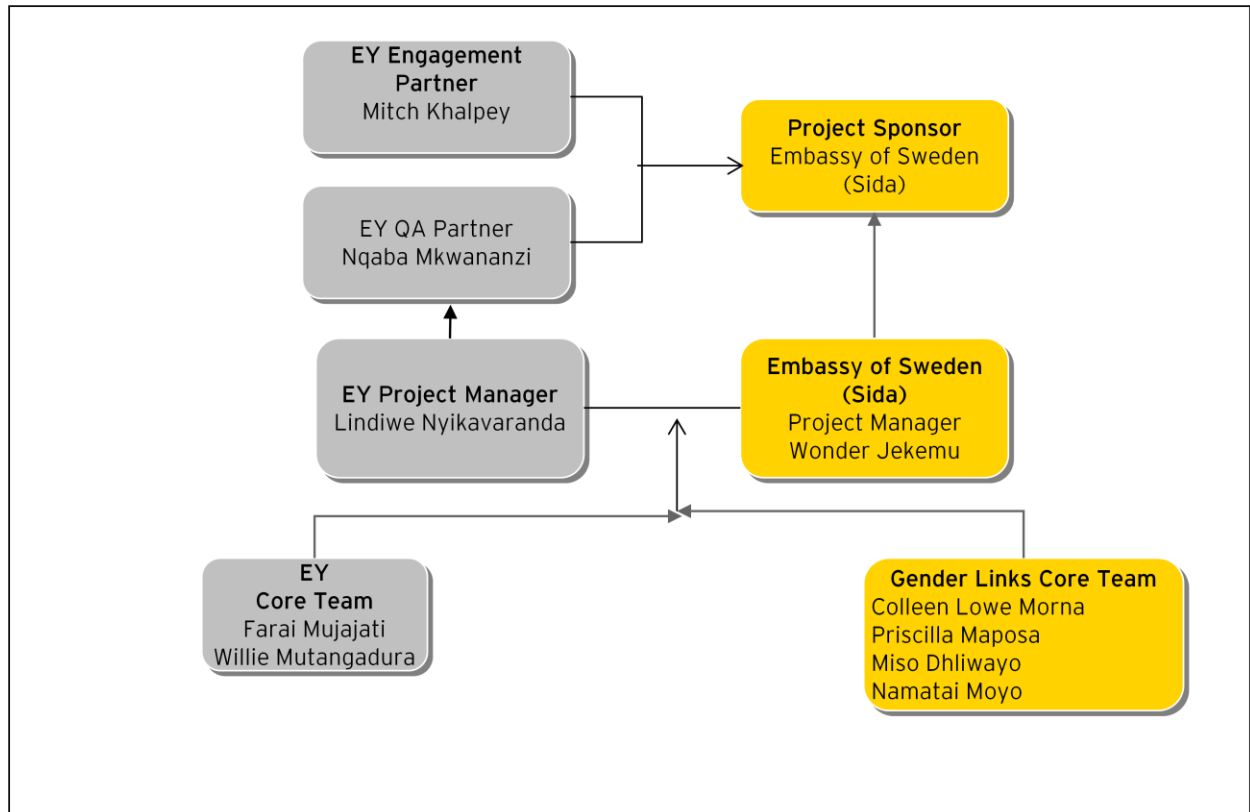 EY Engagement
Partner
Mitch Khalpey
Project Sponsor
Embassy of Sweden
(Sida)
EY QA Partner
Nqaba Mkwananzi
EY Project Manager
Lindiwe Nyikavaranda
Embassy of Sweden
(Sida)
Project Manager
Wonder Jekemu
EY
Core Team
Farai Mujajati
Willie Mutangadura
Gender Links Core Team
Colleen Lowe Morna
Priscilla Maposa
Miso Dhliwayo
Namatai Moyo